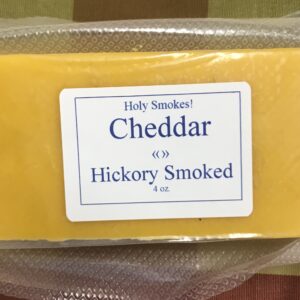 Holy Smokes!
Cheddar
«»
Hickory Smoked
4 oz.